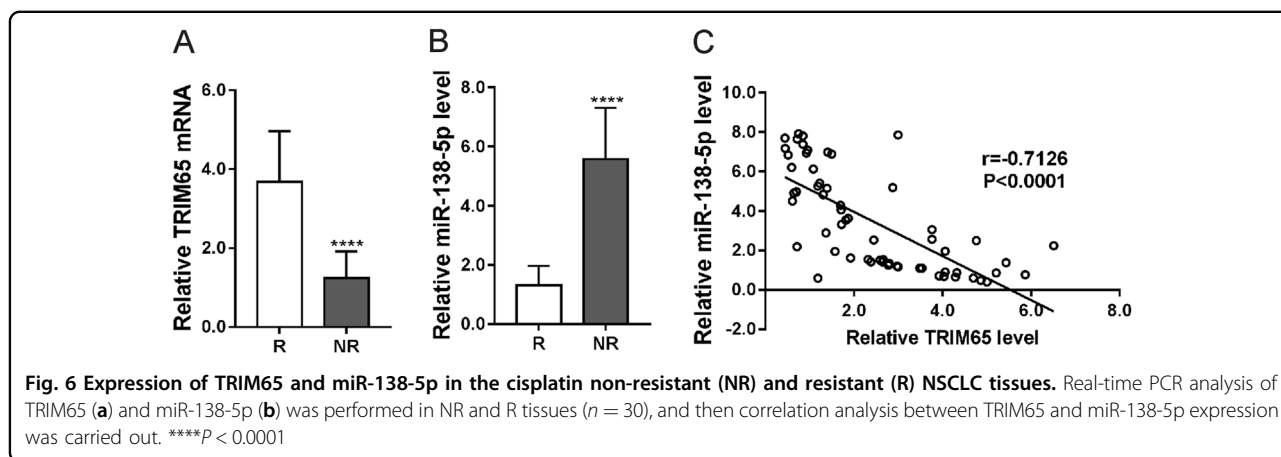 A
Relative TRIM65 mRNA
6.0
4.0
2.0
0.0
****
R
NR
B
Relative miR-138-5p level
8.0
6.0
4.0
2.0
0.0
****
R
NR
C
Relative miR-138-5p level
10.0
8.0
6.0
4.0
2.0
0.0
-2.0
r=-0.7126
P<0.0001
2.0
4.0
6.0
8.0
Relative TRIM65 level
Fig. 6 Expression of TRIM65 and miR-138-5p in the cisplatin non-resistant (NR) and resistant (R) NSCLC tissues. Real-time PCR analysis of
TRIM65 (a) and miR-138-5p (b) was performed in NR and R tissues (n = 30), and then correlation analysis between TRIM65 and miR-138-5p expression
was carried out. ****P < 0.0001